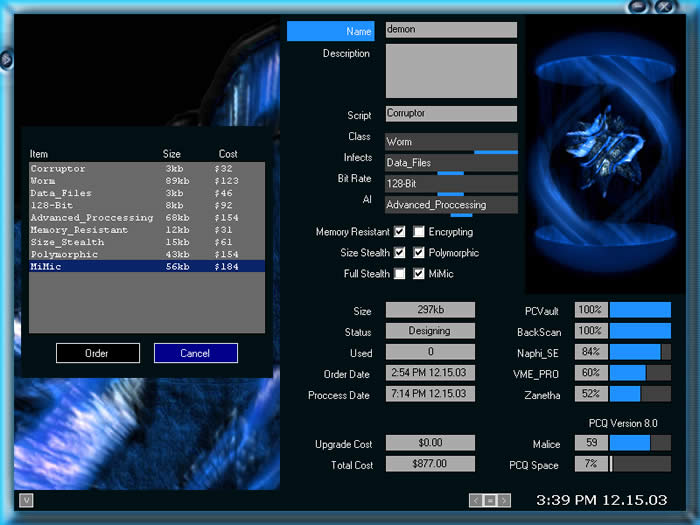 Item Size Cost
Corruptor 3kb $32
Worm 89kb $123
Data_Files 3kb $46
128-Bit 8kb $92
Advanced_Proccessing 68kb $154
Memory_Resistant 12kb $31
Size_Stealth 15kb $61
Polymorphic 43kb $154
MiMic 56kb $184
Order Cancel
Name demon
Description
Script Corruptor
Class Worm
Infects Data_Files
Bit Rate 128-Bit
AI Advanced_Proccessing
Memory Resistant Encrypting
Size Stealth Polymorphic
Full Stealth MiMic
Size 297kb
Status Designing
Used 0
Order Date 2:54 PM 12.15.03
Proccess Date 7:14 PM 12.15.03
Upgrade Cost $0.00
Total Cost $877.00
PCVault 100%
BackScan 100%
Naphi_SE 84%
VME_PRO 60%
Zanetha 52%
PCQ Version 8.0
Malice 59
PCQ Space 7%
3:39 PM 12.15.03